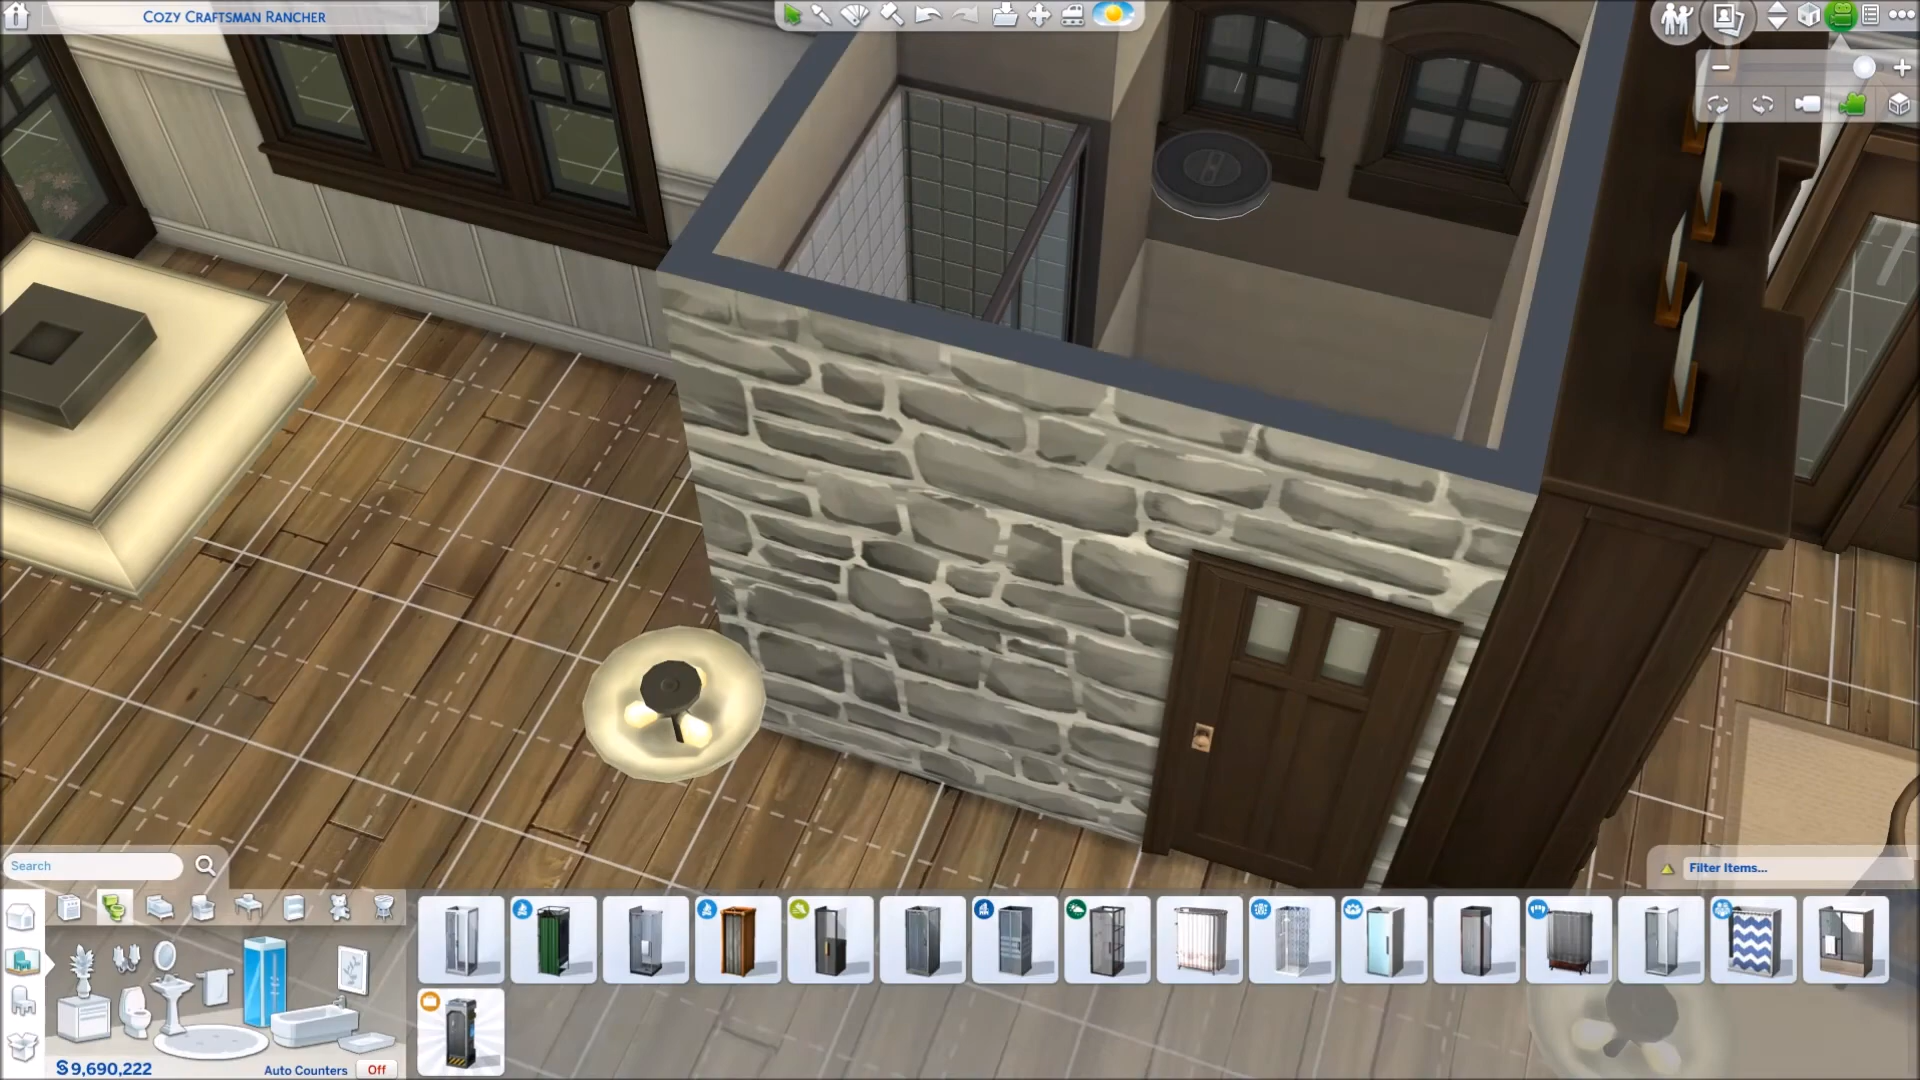 COZY CRAFTSMAN RANCHER
Search
Filter Items...
§9,690,222
Auto Counters
Off